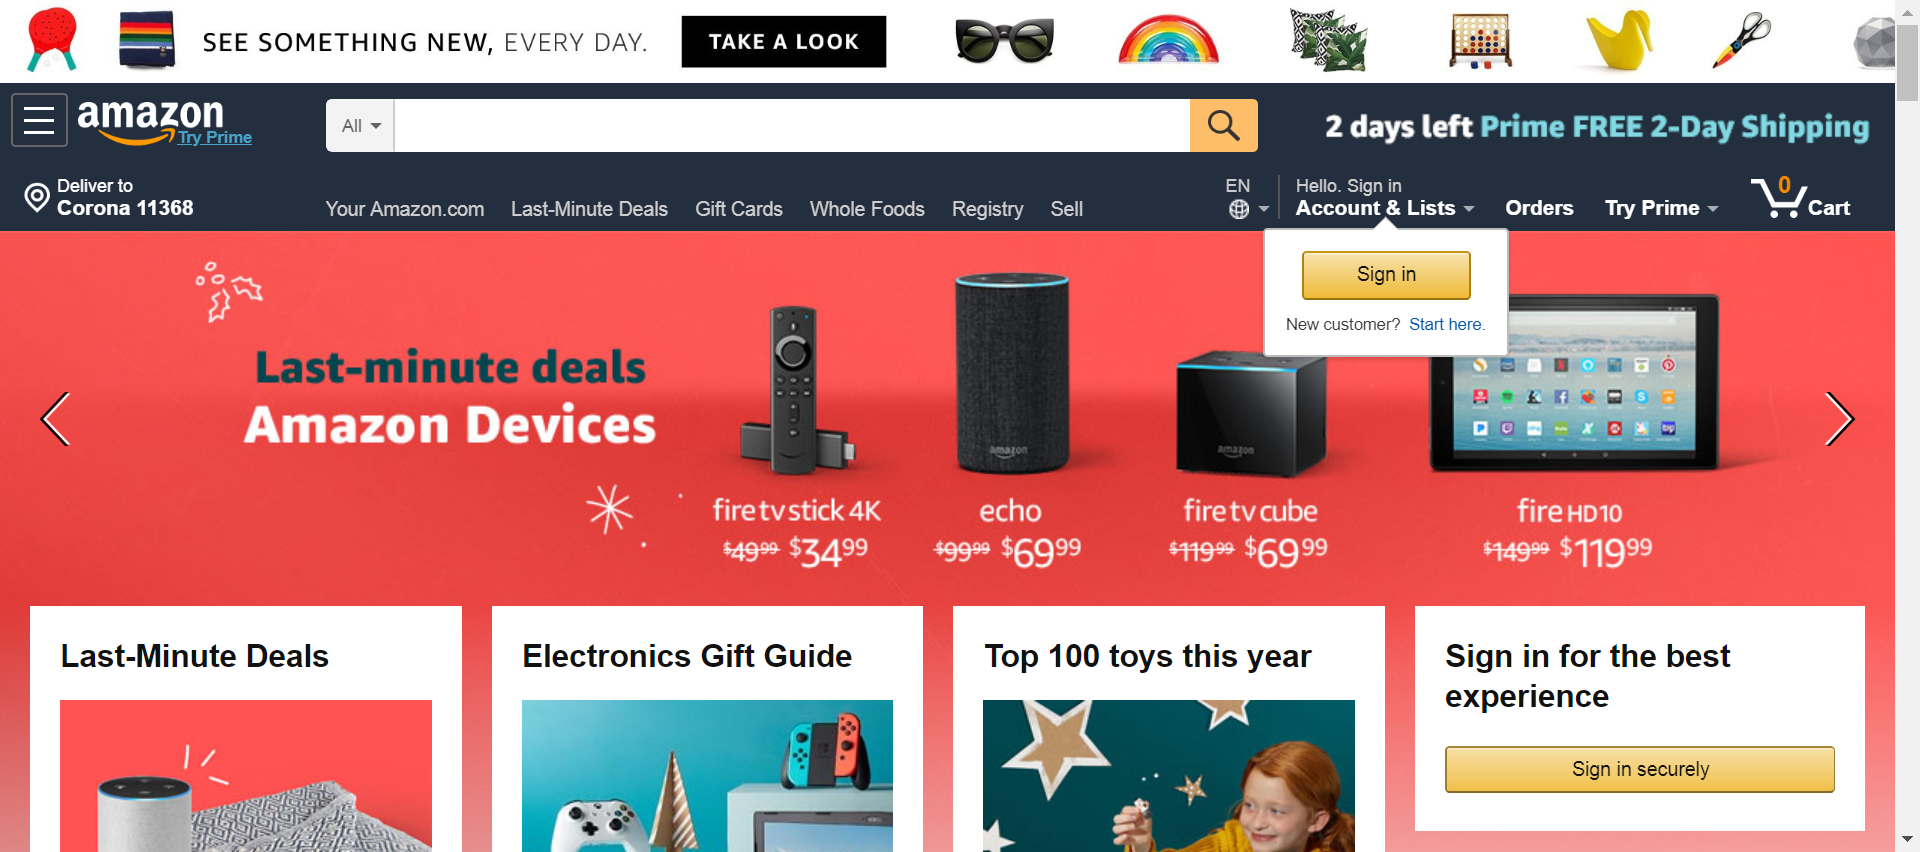 SEE SOMETHING NEW, EVERY DAY. TAKE A LOOK
amazon
Try Prime
All
2 days left Prime FREE 2-Day Shipping
Deliver to
Corona 11368
Your Amazon.com Last-Minute Deals Gift Cards Whole Foods Registry Sell
EN
Hello. Sign in
Account & Lists
Orders
Try Prime
0
Cart
Sign in
New customer? Start here.
Last-minute deals
Amazon Devices
amazon
amazon
fire tv stick 4K
$49.99 $34.99
echo
$99.99 $69.99
fire tv cube
$119.99 $69.99
fire HD10
$149.99 $119.99
Last-Minute Deals
Electronics Gift Guide
Top 100 toys this year
Sign in for the best
experience
Sign in securely